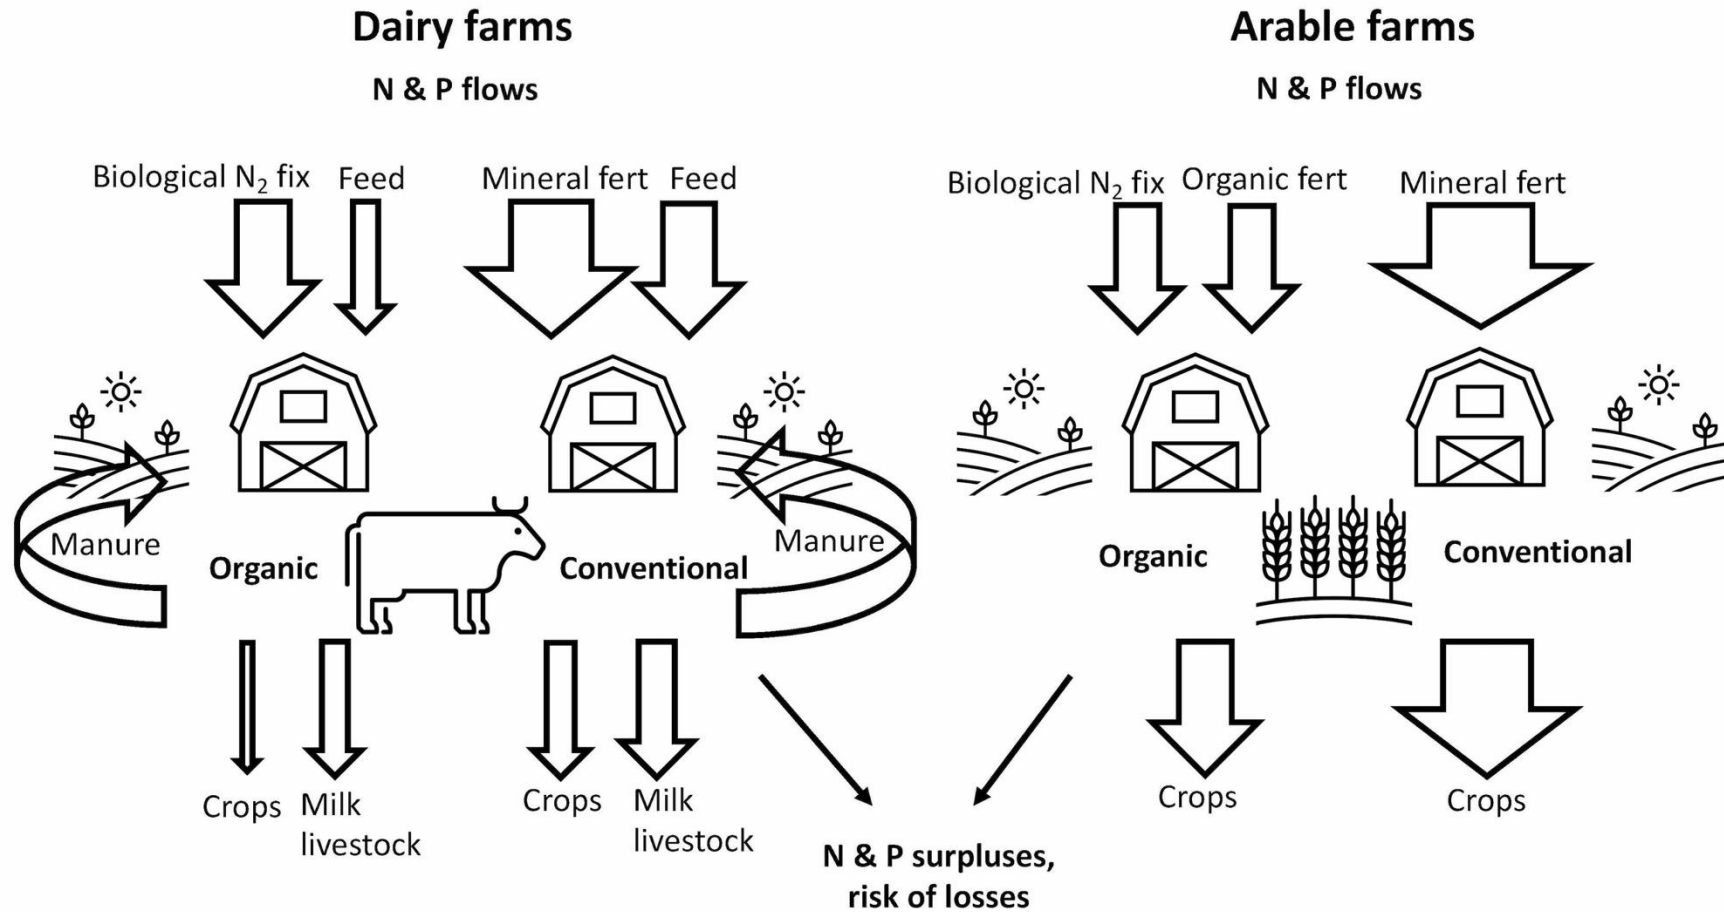 Dairy farms
N & P flows
Biological N₂ fix
Feed
Mineral fert
Feed
Manure
Organic
Conventional
Manure
Crops
Milk
livestock
Crops
Milk
livestock
Arable farms
N & P flows
Biological N₂ fix
Organic fert
Mineral fert
Organic
Conventional
Crops
Crops
N & P surpluses,
risk of losses